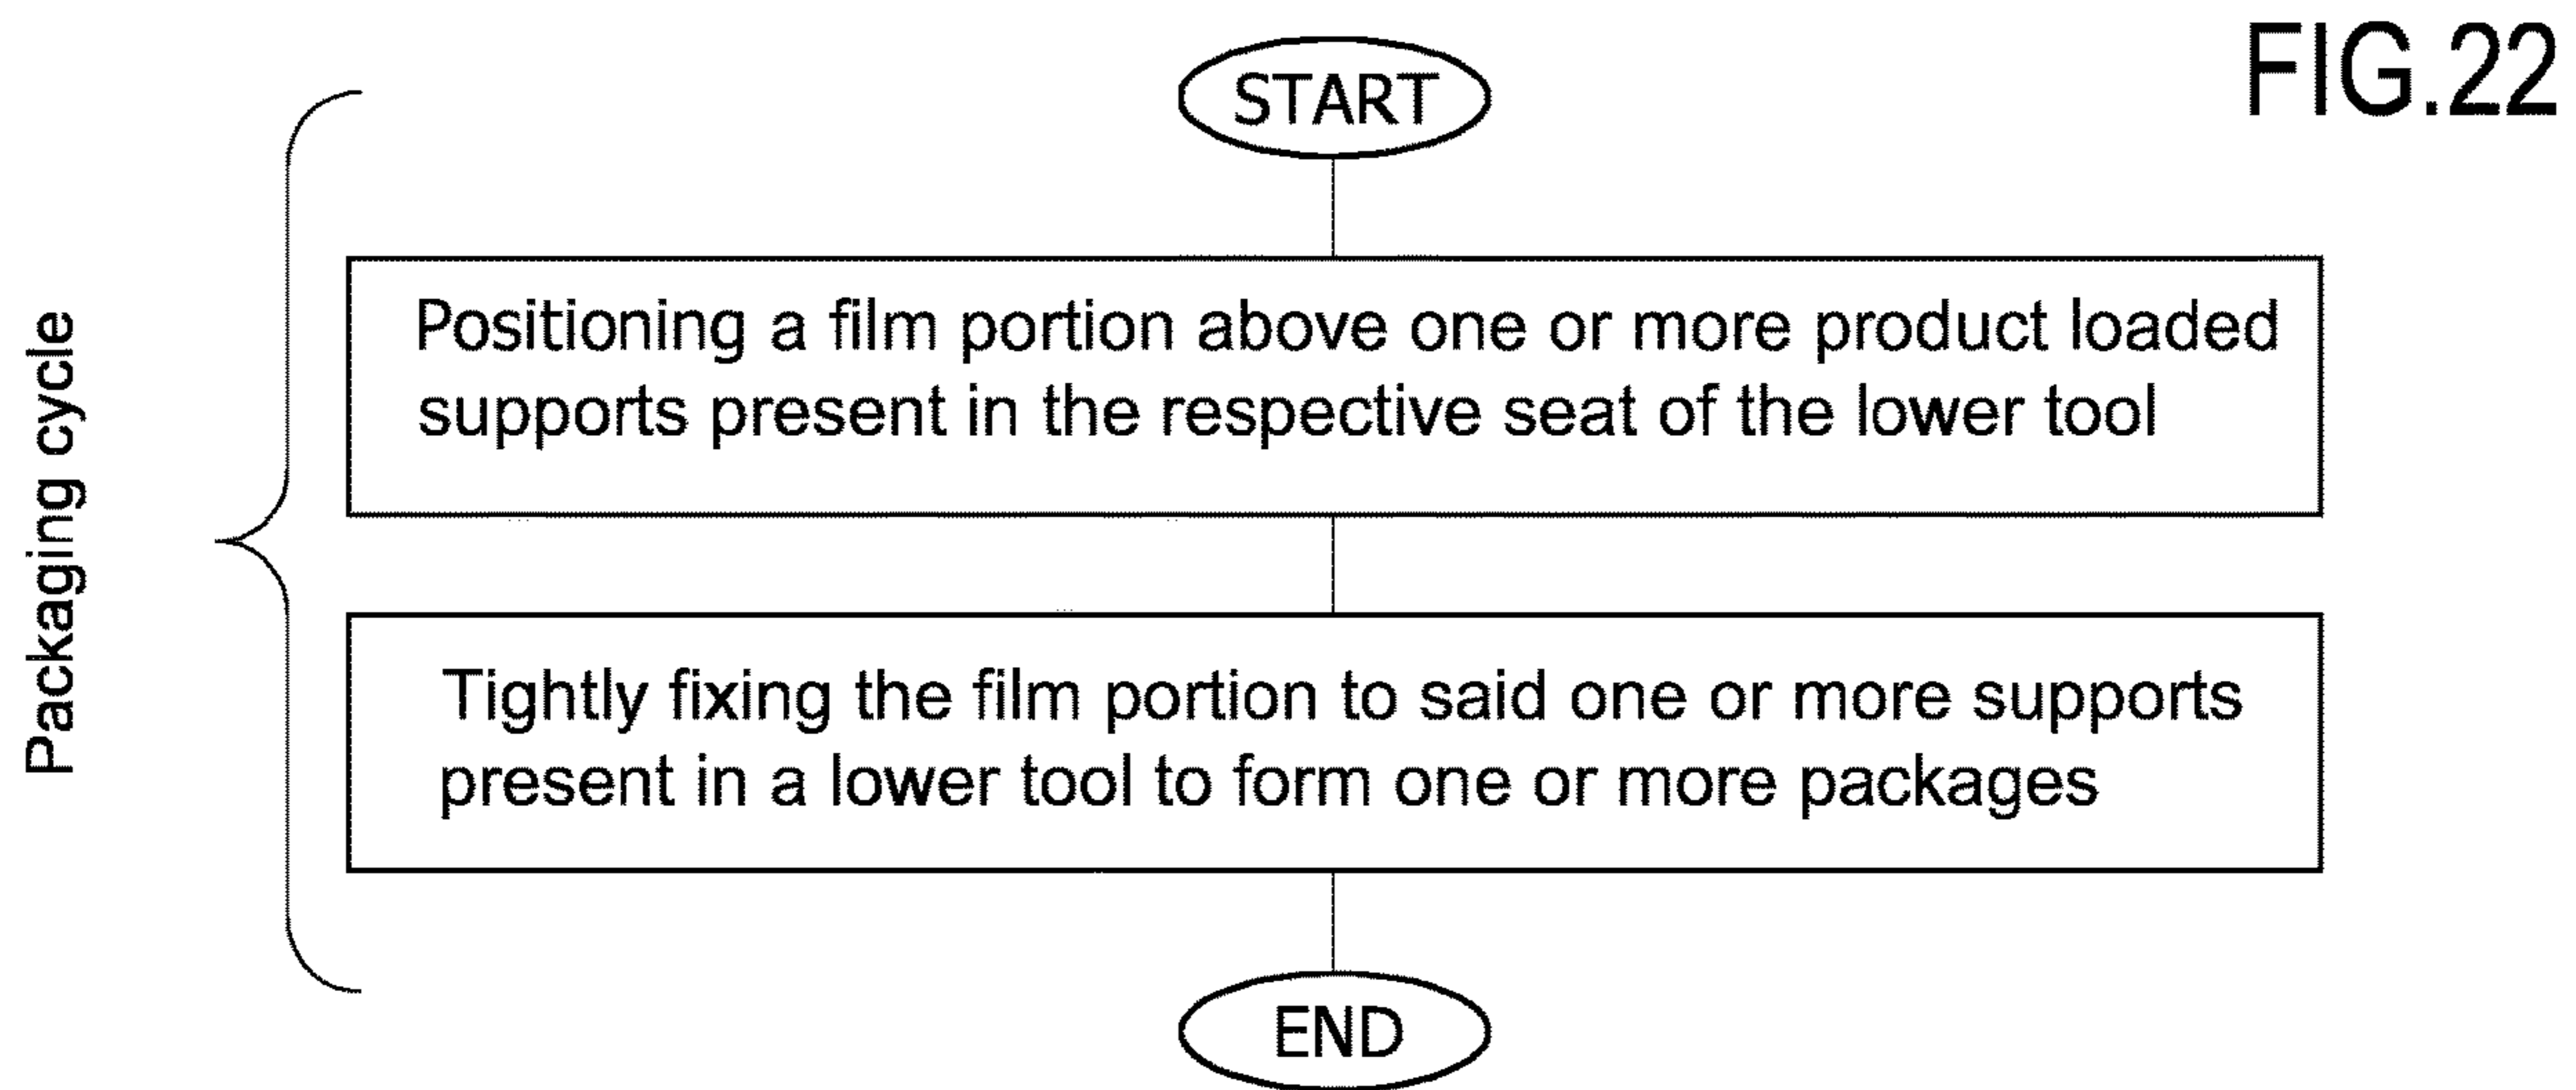 FIG.22
START
Packaging cycle
Positioning a film portion above one or more product loaded
supports present in the respective seat of the lower tool
Tightly fixing the film portion to said one or more supports
present in a lower tool to form one or more packages
END